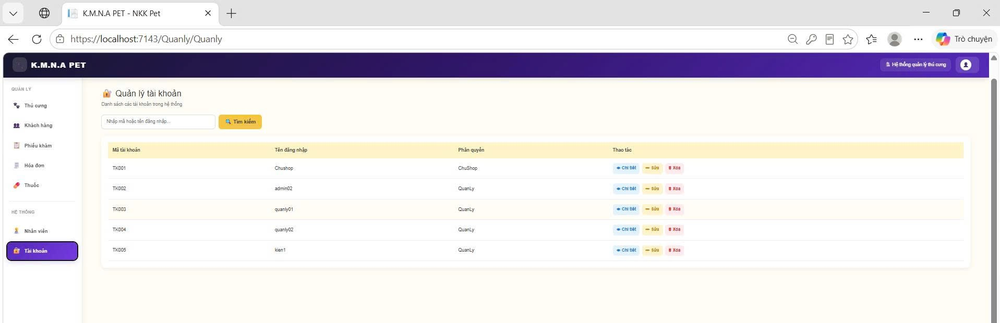 K.M.N.A PET - NKK Pet
https://localhost:7143/Quanly/Quanly
Trò chuyện
K.M.N.A PET
Hệ thống quản lý thú cưng
QUẢN LÝ
Thú cưng
Khách hàng
Phiếu khám
Hóa đơn
Thuốc
HỆ THỐNG
Nhân viên
Tài khoản
Quản lý tài khoản
Danh sách các tài khoản trong hệ thống
Nhập mã hoặc tên đăng nhập...
Tìm kiếm
Mã tài khoản Tên đăng nhập Phân quyền Thao tác
TK001 Chushop ChuShop Chi tiết Sửa Xóa
TK002 admin02 QuanLy Chi tiết Sửa Xóa
TK003 quanly01 QuanLy Chi tiết Sửa Xóa
TK004 quanly02 QuanLy Chi tiết Sửa Xóa
TK005 kien1 QuanLy Chi tiết Sửa Xóa